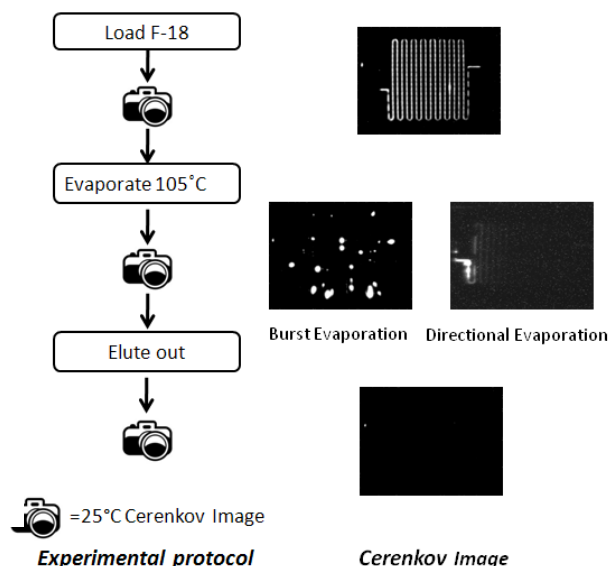 Load F-18
Evaporate 105˚C
Burst Evaporation
Directional Evaporation
Elute out
=25°C Cerenkov Image
Experimental protocol
Cerenkov Image